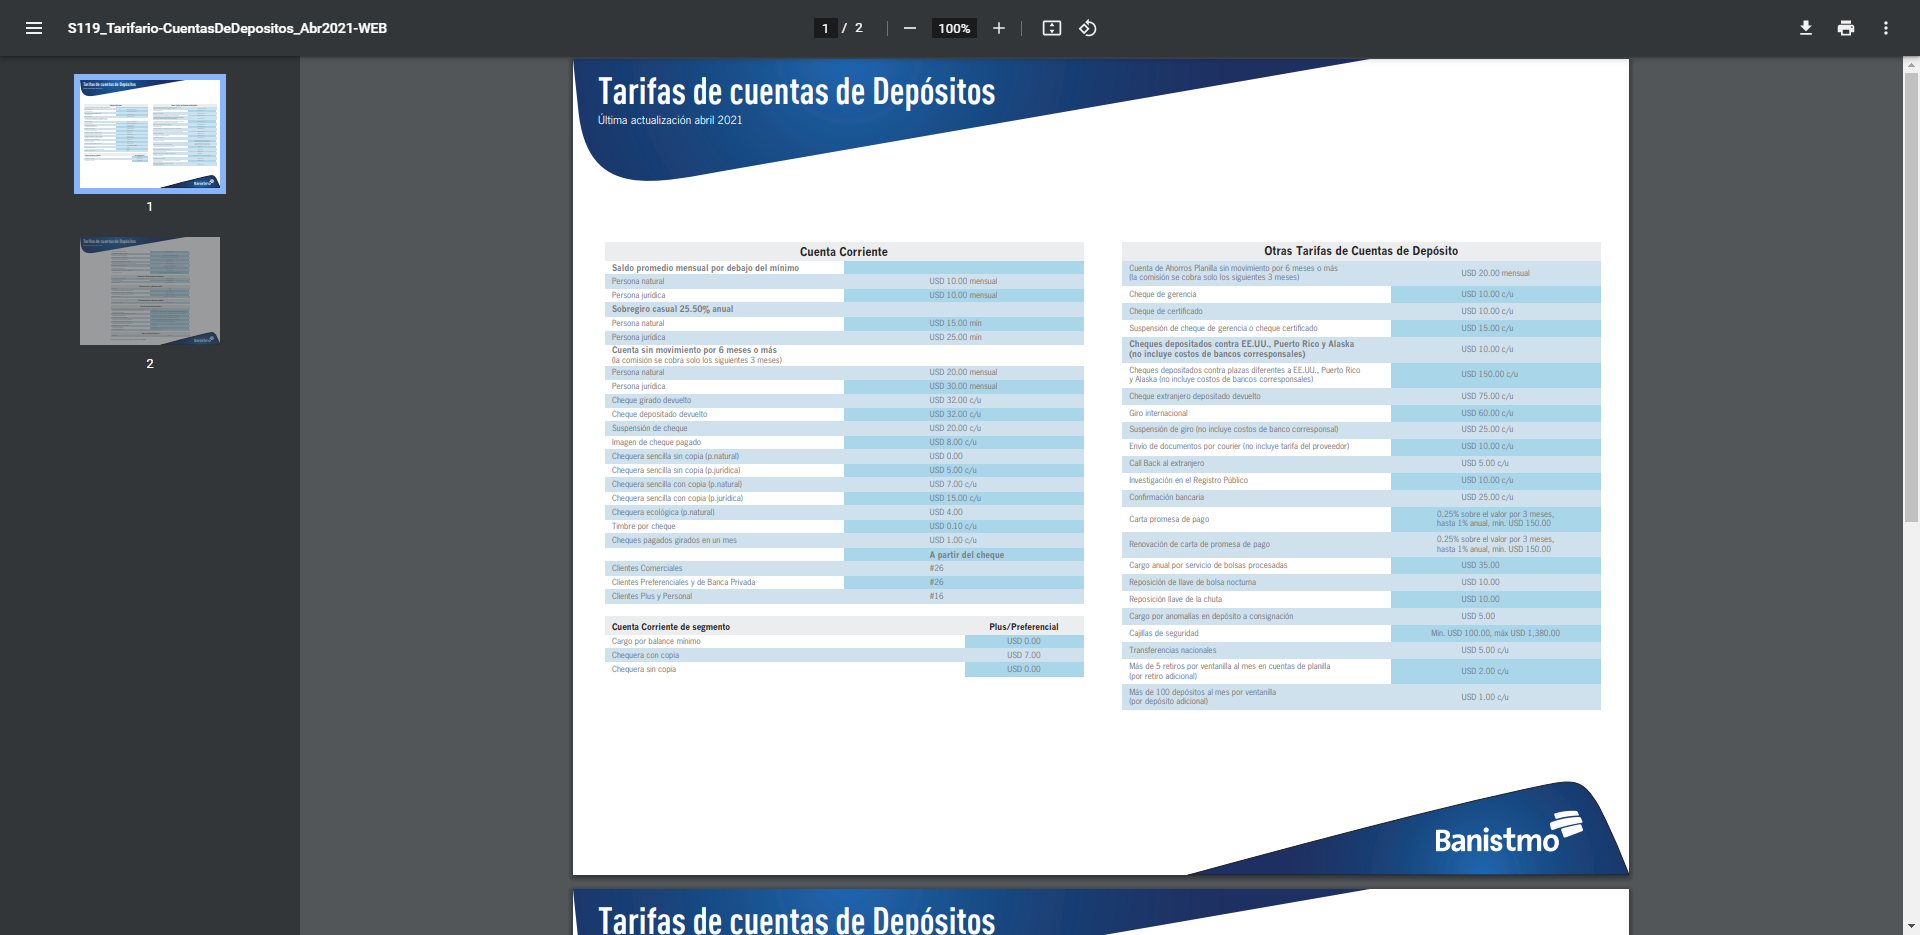 S119_Tarifario-CuentasDeDepositos_Abr2021-WEB
1 / 2
100%
1
2
Tarifas de cuentas de Depósitos
Última actualización abril 2021
Cuenta Corriente
Saldo promedio mensual por debajo del mínimo
Persona natural USD 10.00 mensual
Persona jurídica USD 10.00 mensual
Sobregiro casual 25.50% anual
Persona natural USD 15.00 min
Persona jurídica USD 25.00 min
Cuenta sin movimiento por 6 meses o más
(la comisión se cobra solo los siguientes 3 meses)
Persona natural USD 20.00 mensual
Persona jurídica USD 30.00 mensual
Cheque girado devuelto USD 32.00 c/u
Cheque depositado devuelto USD 32.00 c/u
Suspensión de cheque USD 20.00 c/u
Imagen de cheque pagado USD 8.00 c/u
Chequera sencilla sin copia (p.natural) USD 0.00
Chequera sencilla sin copia (p.jurídica) USD 5.00 c/u
Chequera sencilla con copia (p.natural) USD 7.00 c/u
Chequera sencilla con copia (p.jurídica) USD 15.00 c/u
Chequera ecológica (p.natural) USD 4.00
Timbre por cheque USD 0.10 c/u
Cheques pagados girados en un mes USD 1.00 c/u
A partir del cheque
Clientes Comerciales #26
Clientes Preferenciales y de Banca Privada #26
Clientes Plus y Personal #16
Cuenta Corriente de segmento Plus/Preferencial
Cargo por balance mínimo USD 0.00
Chequera con copia USD 7.00
Chequera sin copia USD 0.00
Otras Tarifas de Cuentas de Depósito
Cuenta de Ahorros Planilla sin movimiento por 6 meses o más
(la comisión se cobra solo los siguientes 3 meses) USD 20.00 mensual
Cheque de gerencia USD 10.00 c/u
Cheque de certificado USD 10.00 c/u
Suspensión de cheque de gerencia o cheque certificado USD 15.00 c/u
Cheques depositados contra EE.UU., Puerto Rico y Alaska
(no incluye costos de bancos corresponsales) USD 10.00 c/u
Cheques depositados contra plazas diferentes a EE.UU., Puerto Rico
y Alaska (no incluye costos de bancos corresponsales) USD 150.00 c/u
Cheque extranjero depositado devuelto USD 75.00 c/u
Giro internacional USD 60.00 c/u
Suspensión de giro (no incluye costos de banco corresponsal) USD 25.00 c/u
Envío de documentos por courier (no incluye tarifa del proveedor) USD 10.00 c/u
Call Back al extranjero USD 5.00 c/u
Investigación en el Registro Público USD 10.00 c/u
Confirmación bancaria USD 25.00 c/u
Carta promesa de pago 0.25% sobre el valor por 3 meses,
hasta 1% anual, mín. USD 150.00
Renovación de carta de promesa de pago 0.25% sobre el valor por 3 meses,
hasta 1% anual, mín. USD 150.00
Cargo anual por servicio de bolsas procesadas USD 35.00
Reposición de llave de bolsa nocturna USD 10.00
Reposición llave de la chuta USD 10.00
Cargo por anomalías en depósito a consignación USD 5.00
Cajillas de seguridad Mín. USD 100.00, máx USD 1,380.00
Transferencias nacionales USD 5.00 c/u
Más de 5 retiros por ventanilla al mes en cuentas de planilla
(por retiro adicional) USD 2.00 c/u
Más de 100 depósitos al mes por ventanilla
(por depósito adicional) USD 1.00 c/u
Banistmo
Tarifas de cuentas de Depósitos